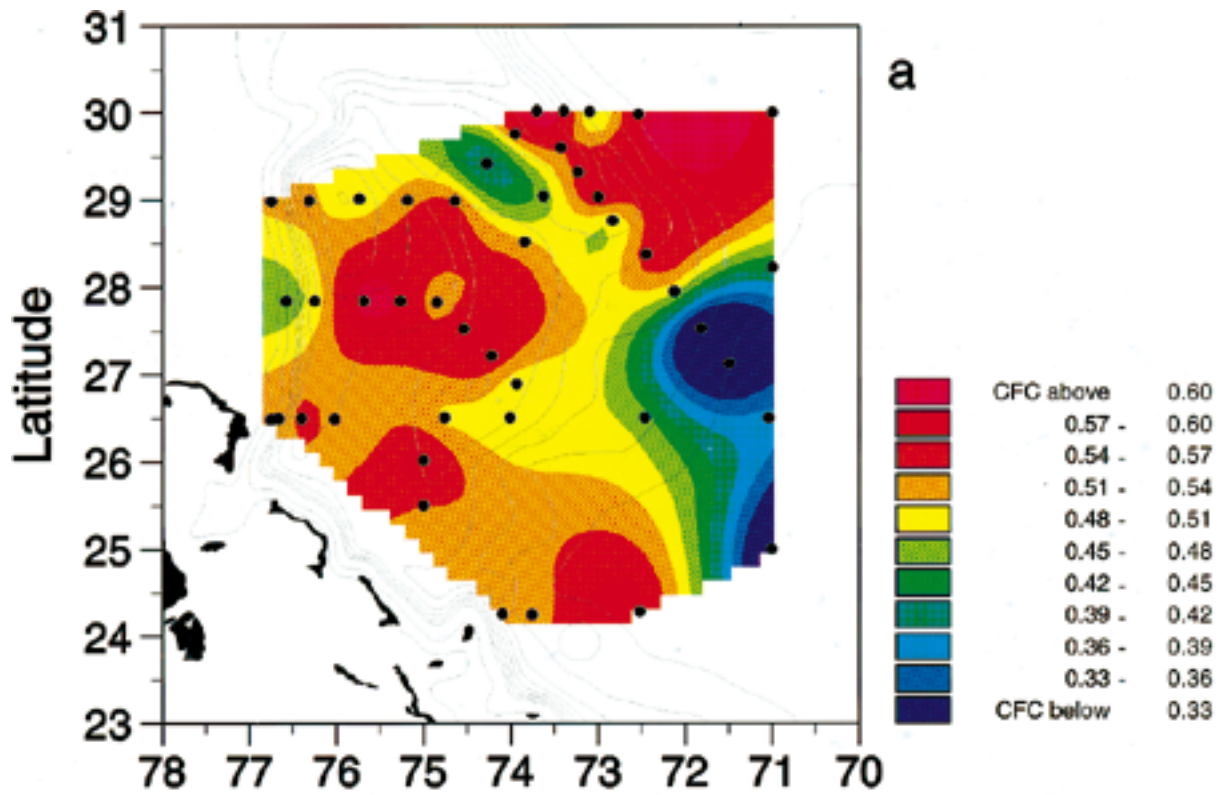 31
30
29
28
27
26
25
24
23
Latitude
78 77 76 75 74 73 72 71 70
a
CFC above 0.60
0.57 - 0.60
0.54 - 0.57
0.51 - 0.54
0.48 - 0.51
0.45 - 0.48
0.42 - 0.45
0.39 - 0.42
0.36 - 0.39
0.33 - 0.36
CFC below 0.33